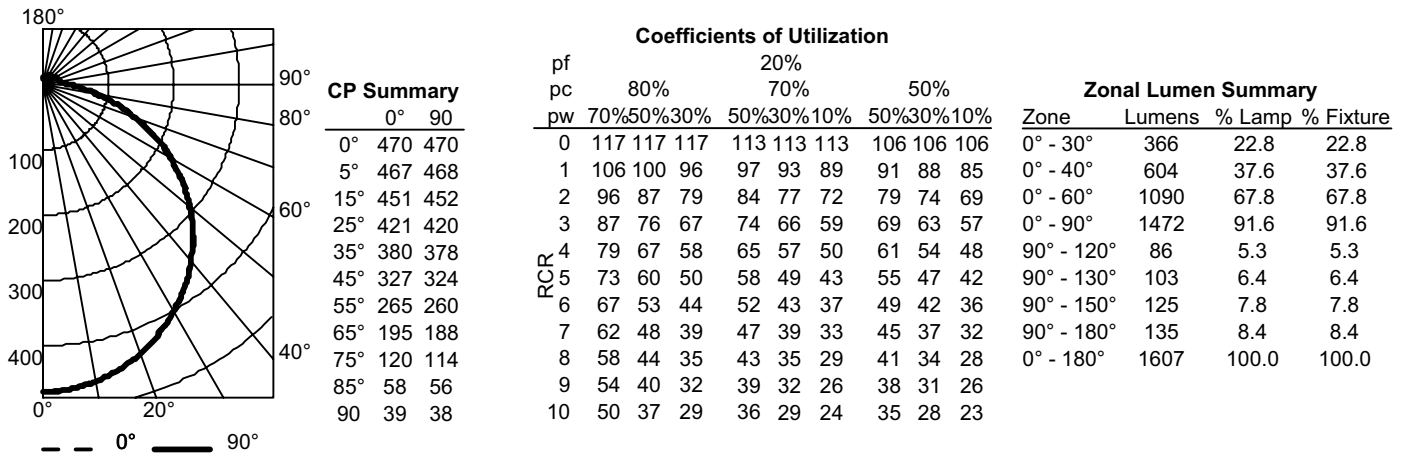 180°
90°
80°
60°
40°
100
200
300
400
0° 20°
0° 90°
CP Summary
0° 90
0° 470 470
5° 467 468
15° 451 452
25° 421 420
35° 380 378
45° 327 324
55° 265 260
65° 195 188
75° 120 114
85° 58 56
90 39 38
Coefficients of Utilization
pf 20%
pc 80% 70% 50%
pw 70%50%30% 50%30%10% 50%30%10%
RCR
0 117 117 117 113 113 113 106 106 106
1 106 100 96 97 93 89 91 88 85
2 96 87 79 84 77 72 79 74 69
3 87 76 67 74 66 59 69 63 57
4 79 67 58 65 57 50 61 54 48
5 73 60 50 58 49 43 55 47 42
6 67 53 44 52 43 37 49 42 36
7 62 48 39 47 39 33 45 37 32
8 58 44 35 43 35 29 41 34 28
9 54 40 32 39 32 26 38 31 26
10 50 37 29 36 29 24 35 28 23
Zonal Lumen Summary
Zone Lumens % Lamp % Fixture
0° - 30° 366 22.8 22.8
0° - 40° 604 37.6 37.6
0° - 60° 1090 67.8 67.8
0° - 90° 1472 91.6 91.6
90° - 120° 86 5.3 5.3
90° - 130° 103 6.4 6.4
90° - 150° 125 7.8 7.8
90° - 180° 135 8.4 8.4
0° - 180° 1607 100.0 100.0